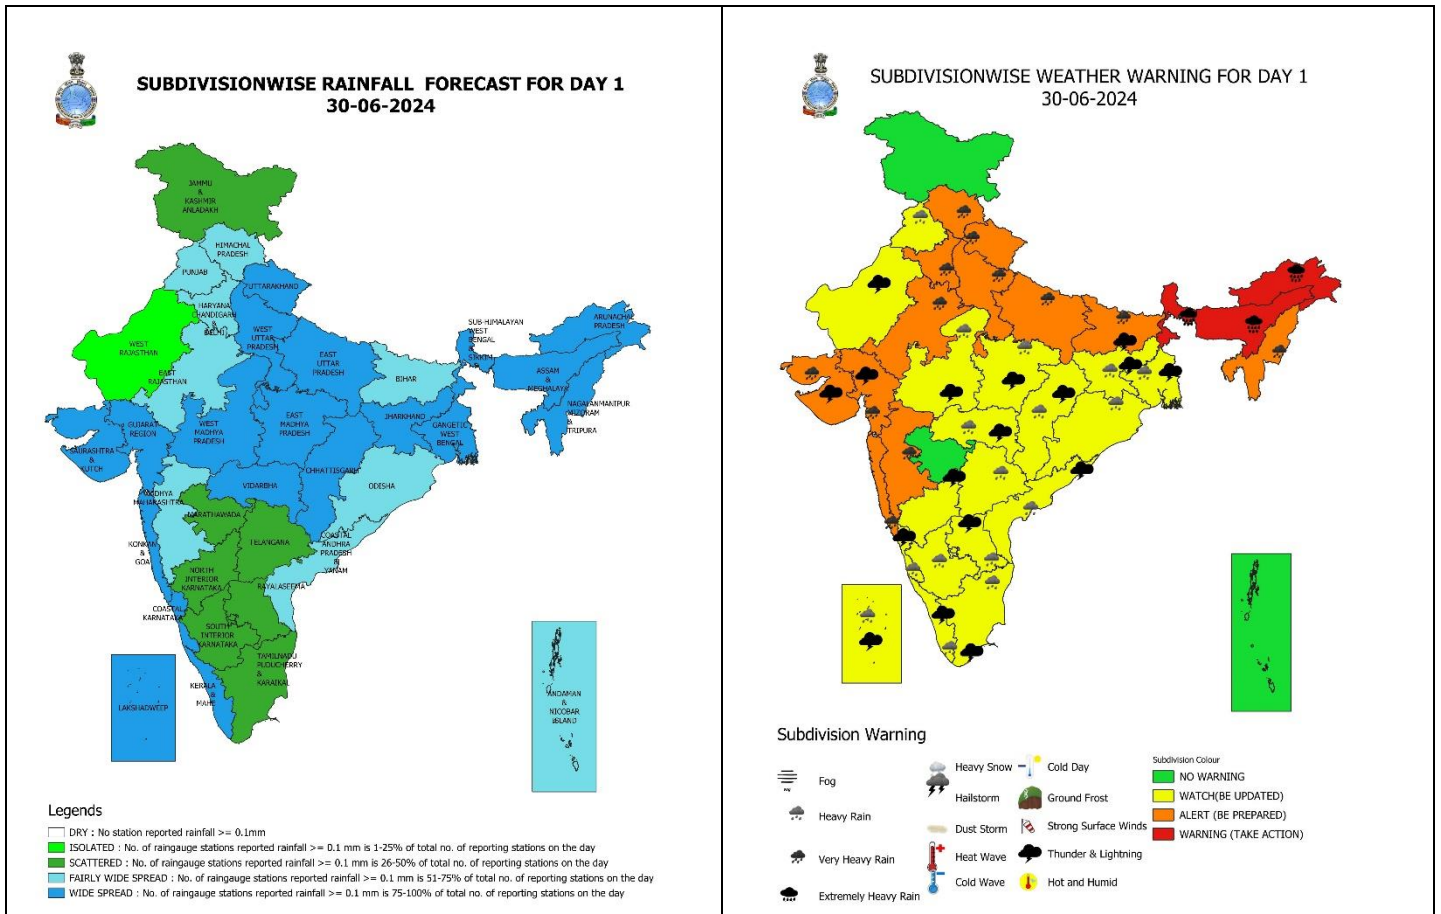 SUBDIVISIONWISE RAINFALL FORECAST FOR DAY 1
30-06-2024
JAMMU
&
KASHMIR
ANLADAKH
HIMACHAL
PRADESH
PUNJAB
UTTARAKHAND
HARYANA
CHANDIGARH
&
DELHI
WEST
UTTAR
PRADESH
WEST
RAJASTHAN
EAST
RAJASTHAN
EAST
UTTAR
PRADESH
BIHAR
SUB-HIMALAYAN
WEST
BENGAL
&
SIKKIM
ARUNACHAL
PRADESH
ASSAM
&
MEGHALAYA
NAGALANMANIPUR
MIZORAM
&
TRIPURA
GUJARAT
REGION
SAURASHTRA
&
KUTCH
WEST
MADHYA
PRADESH
EAST
MADHYA
PRADESH
JHARKHAND
GANGETIC
WEST
BENGAL
CHHATTISGARH
VIDARBHA
ODESHA
MADHYA
MAHARASHTRA
MARATHAWADA
TELANGANA
KONKAN
&
GOA
COASTAL
ANDHRA
PRADESH
&
YANAM
NORTH
INTERIOR
KARNATAKA
RAYALASEEMA
COASTAL
KARNATAKA
SOUTH
INTERIOR
KARNATAKA
TAMILNADU
PUDUCHERRY
&
KARAIKAL
KERALA
&
MAHE
LAKSHADWEEP
ANDAMAN
&
NICOBAR
ISLAND
Legends
DRY : No station reported rainfall >= 0.1mm
ISOLATED : No. of raingauge stations reported rainfall >= 0.1 mm is 1-25% of total no. of reporting stations on the day
SCATTERED : No. of raingauge stations reported rainfall >= 0.1 mm is 26-50% of total no. of reporting stations on the day
FAIRLY WIDE SPREAD : No. of raingauge stations reported rainfall >= 0.1 mm is 51-75% of total no. of reporting stations on the day
WIDE SPREAD : No. of raingauge stations reported rainfall >= 0.1 mm is 75-100% of total no. of reporting stations on the day
SUBDIVISIONWISE WEATHER WARNING FOR DAY 1
30-06-2024
Subdivision Warning
Fog
Heavy Rain
Very Heavy Rain
Extremely Heavy Rain
Heavy Snow
Hailstorm
Dust Storm
Heat Wave
Cold Wave
Cold Day
Ground Frost
Strong Surface Winds
Thunder & Lightning
Hot and Humid
Subdivision Colour
NO WARNING
WATCH(BE UPDATED)
ALERT (BE PREPARED)
WARNING (TAKE ACTION)